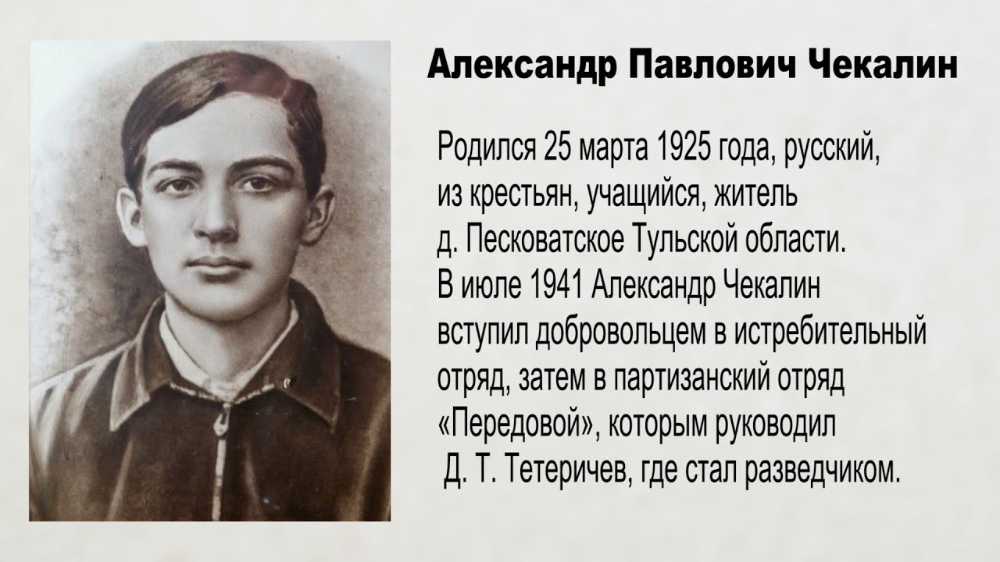 Александр Павлович Чекалин
Родился 25 марта 1925 года, русский,
из крестьян, учащийся, житель
д. Песковатское Тульской области.
В июле 1941 Александр Чекалин
вступил добровольцем в истребительный
отряд, затем в партизанский отряд
«Передовой», которым руководил
Д. Т. Тетеричев, где стал разведчиком.